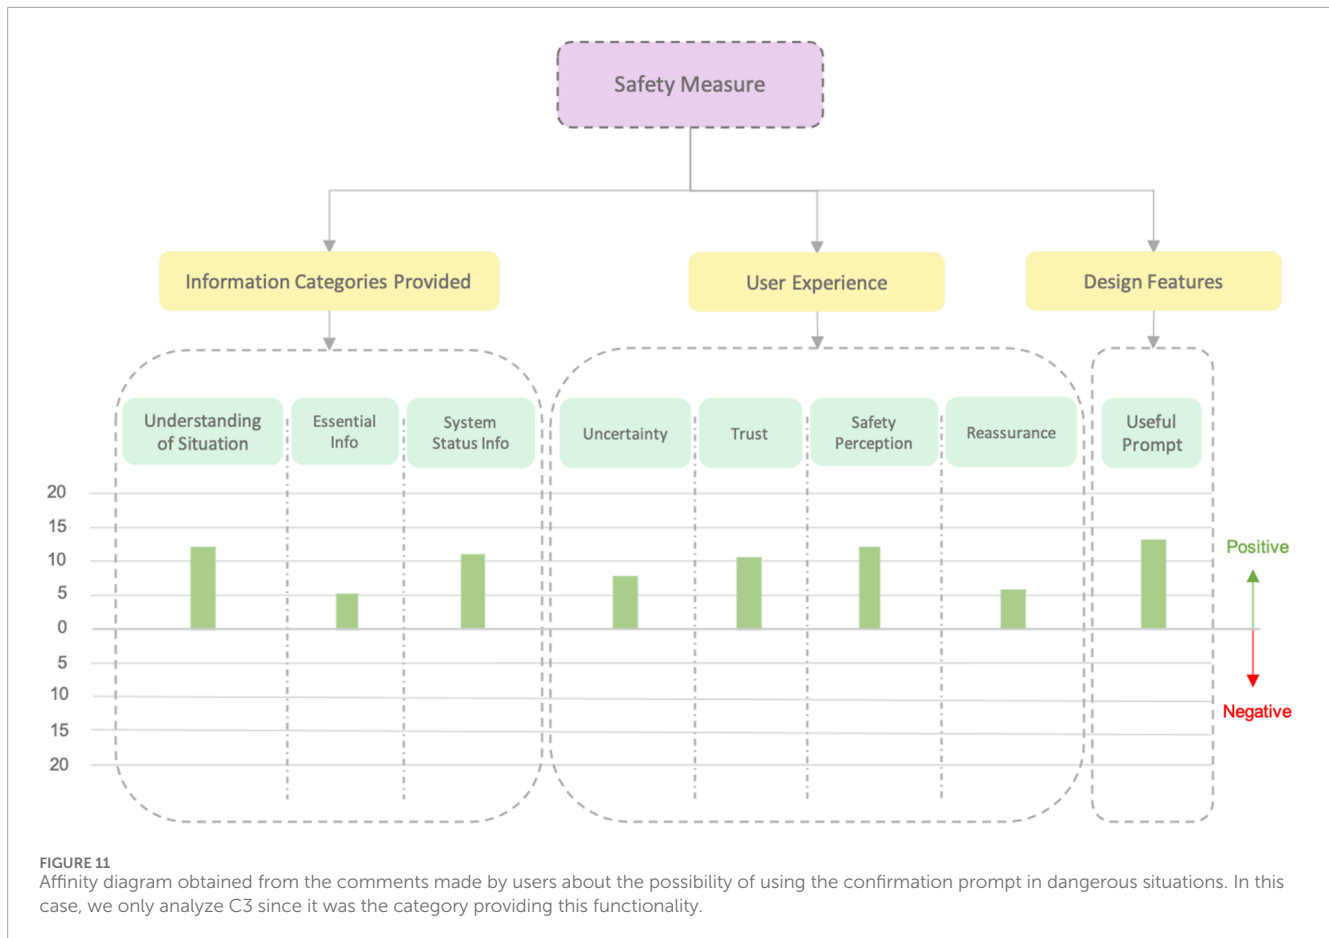 Safety Measure
Information Categories Provided
User Experience
Design Features
Understanding
of Situation
Essential
Info
System
Status Info
Uncertainty
Trust
Safety
Perception
Reassurance
Useful
Prompt
20
15
10
5
0
5
10
15
20
Positive
Negative
FIGURE 11
Affinity diagram obtained from the comments made by users about the possibility of using the confirmation prompt in dangerous situations. In this
case, we only analyze C3 since it was the category providing this functionality.